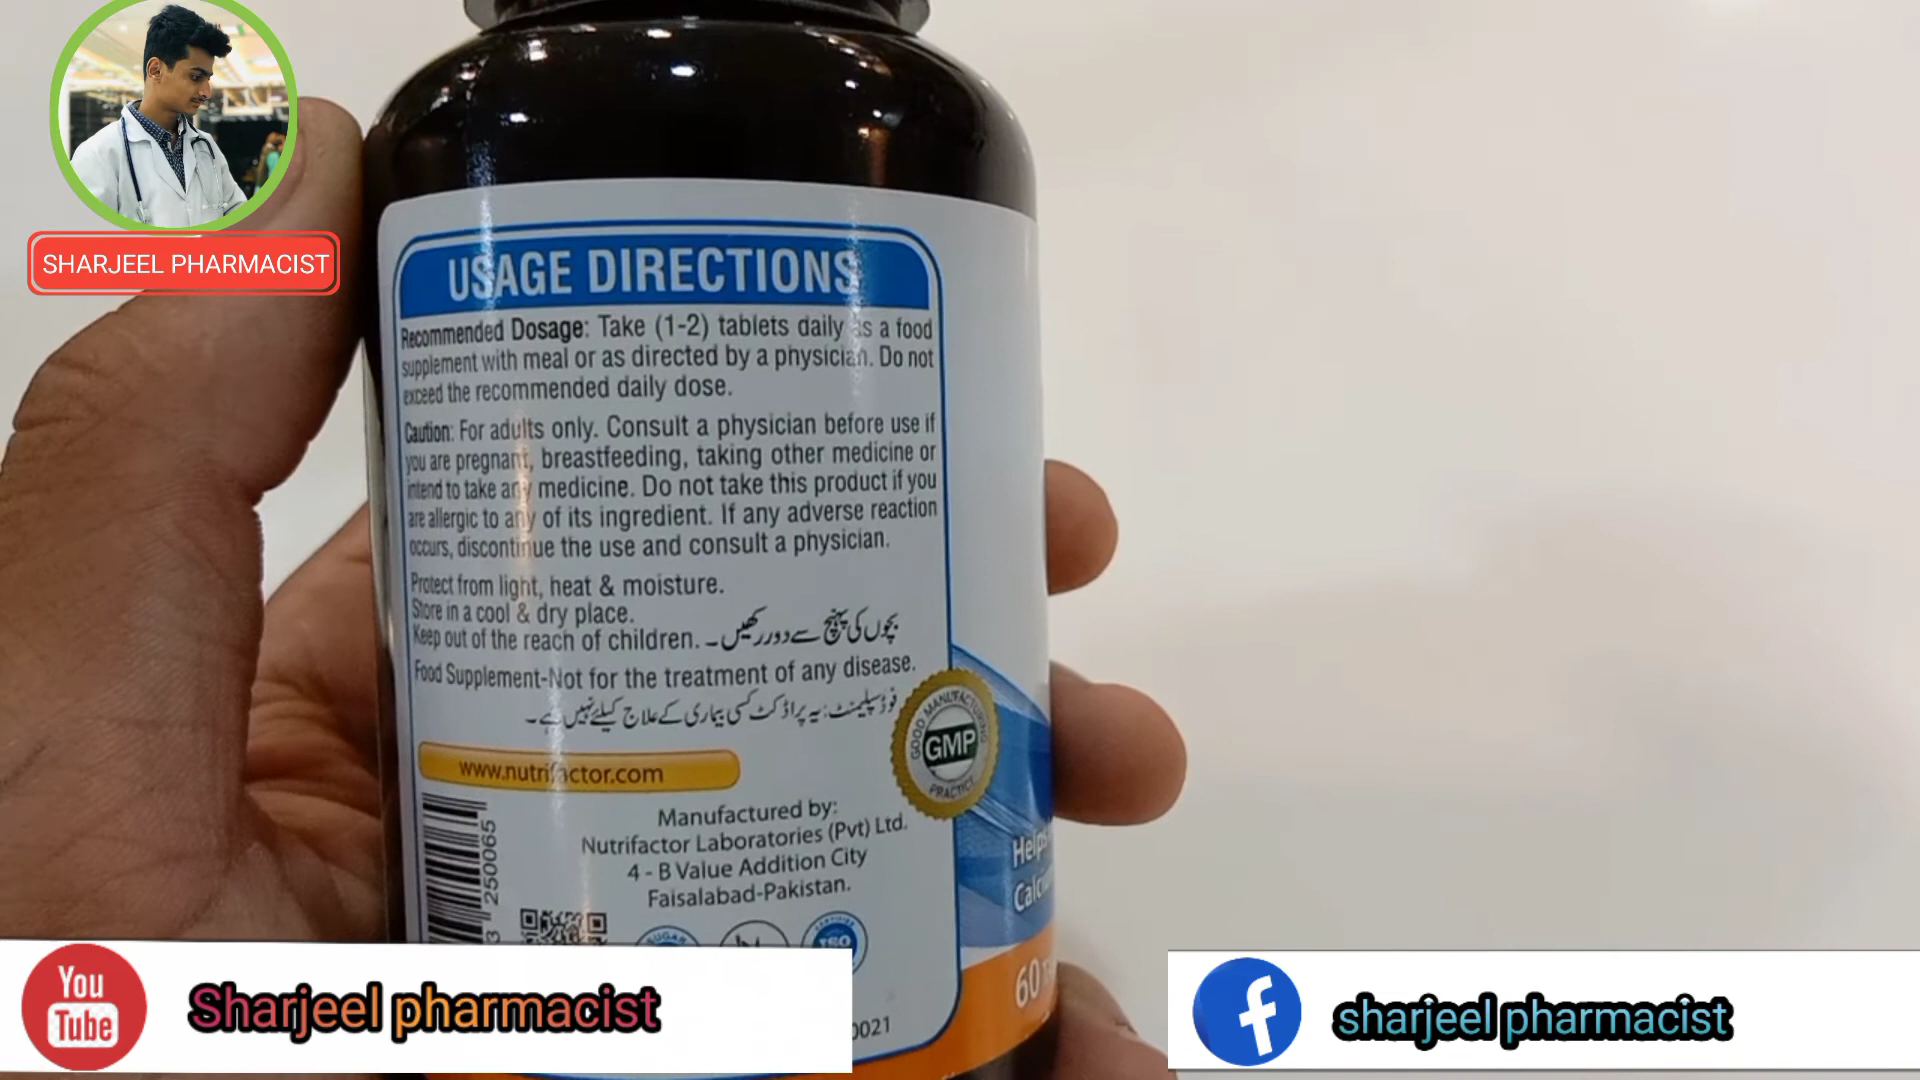 SHARJEEL PHARMACIST
USAGE DIRECTIONS
Recommended Dosage: Take (1-2) tablets daily as a food
supplement with meal or as directed by a physician. Do not
exceed the recommended daily dose.
Caution: For adults only. Consult a physician before use if
you are pregnant, breastfeeding, taking other medicine or
intend to take any medicine. Do not take this product if you
are allergic to any of its ingredient. If any adverse reaction
occurs, discontinue the use and consult a physician.
Protect from light, heat & moisture.
Store in a cool & dry place.
Keep out of the reach of children. بچوں کی پہنچ سے دور رکھیں۔
Food Supplement-Not for the treatment of any disease.
فوڈ سپلیمنٹ: یہ پراڈکٹ کسی بیماری کے علاج کیلئے نہیں ہے۔
GOOD MANUFACTURING
GMP
PRACTICE
www.nutrifactor.com
Manufactured by:
Nutrifactor Laboratories (Pvt) Ltd.
4 - B Value Addition City
Faisalabad-Pakistan.
250065
SUGAR
ISO
Helps
60
0021
You
Tube
Sharjeel pharmacist
f
sharjeel pharmacist